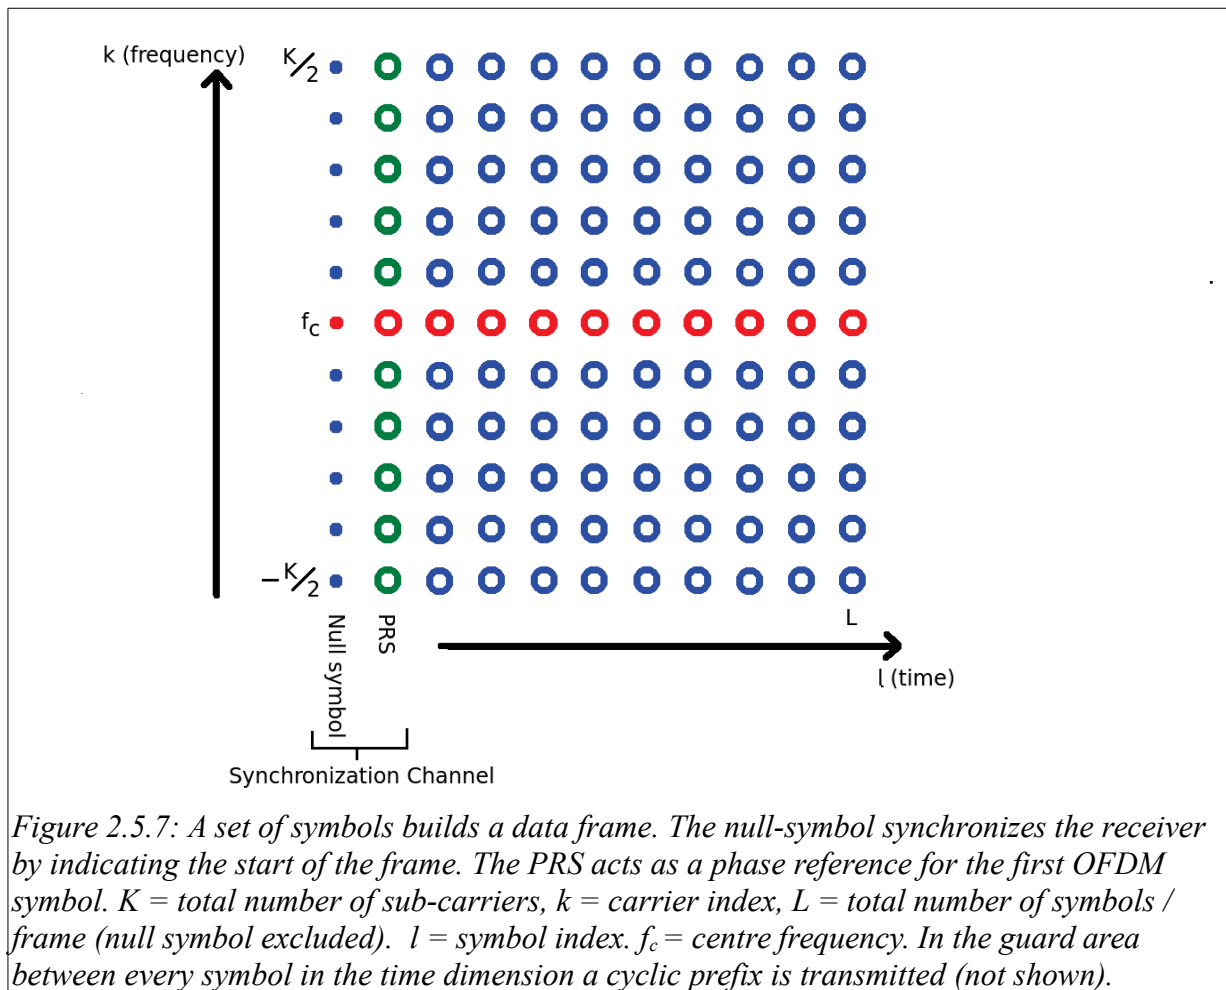 k (frequency)
K/2
fc
−K/2
Null symbol
PRS
L
l (time)
Synchronization Channel
Figure 2.5.7: A set of symbols builds a data frame. The null-symbol synchronizes the receiver
by indicating the start of the frame. The PRS acts as a phase reference for the first OFDM
symbol. K = total number of sub-carriers, k = carrier index, L = total number of symbols /
frame (null symbol excluded).  l = symbol index. fc = centre frequency. In the guard area
between every symbol in the time dimension a cyclic prefix is transmitted (not shown).